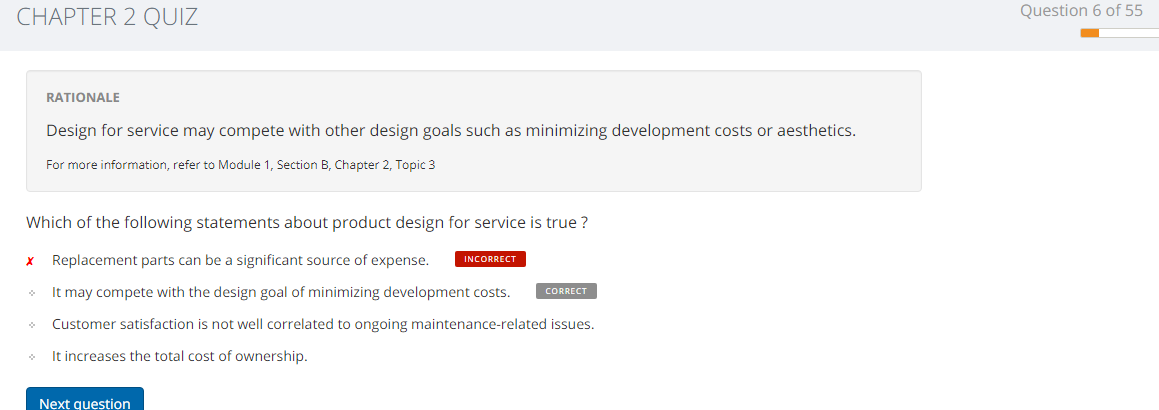 CHAPTER 2 QUIZ
Question 6 of 55
RATIONALE
Design for service may compete with other design goals such as minimizing development costs or aesthetics.
For more information, refer to Module 1, Section B, Chapter 2, Topic 3
Which of the following statements about product design for service is true ?
✗ Replacement parts can be a significant source of expense. INCORRECT
It may compete with the design goal of minimizing development costs. CORRECT
Customer satisfaction is not well correlated to ongoing maintenance-related issues.
It increases the total cost of ownership.
Next question